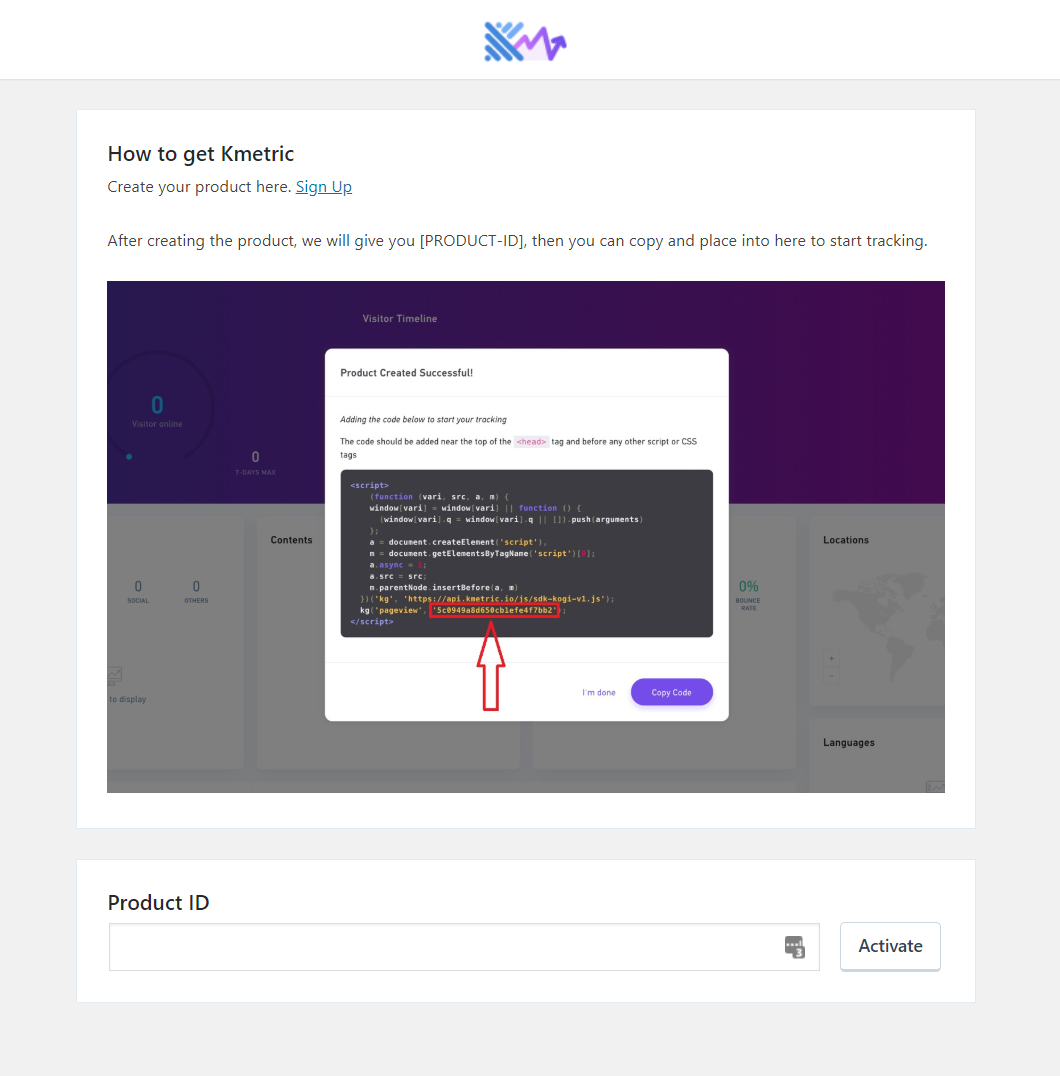 How to get Kmetric
Create your product here. Sign Up
After creating the product, we will give you [PRODUCT-ID], then you can copy and place into here to start tracking.
Visitor Timeline
0
Visitor online
0
7-DAYS MAX
Product Created Successful!
Adding the code below to start your tracking
The code should be added near the top of the <head> tag and before any other script or CSS
tags
<script>
(function (vari, src, a, m) {
window[vari] = window[vari] || function () {
(window[vari].q = window[vari].q || []).push(arguments)
};
a = document.createElement('script'),
m = document.getElementsByTagName('script')[0];
a.async = 1;
a.src = src;
m.parentNode.insertBefore(a, m)
})('kg', 'https://api.kmetric.io/js/sdk-kogi-v1.js');
kg('pageview', '5c0949a8d650cb1efe4f7bb2');
</script>
I'm done
Copy Code
Contents
0
SOCIAL
0
OTHERS
to display
0%
BOUNCE
RATE
Locations
+
-
Languages
Product ID
3
Activate